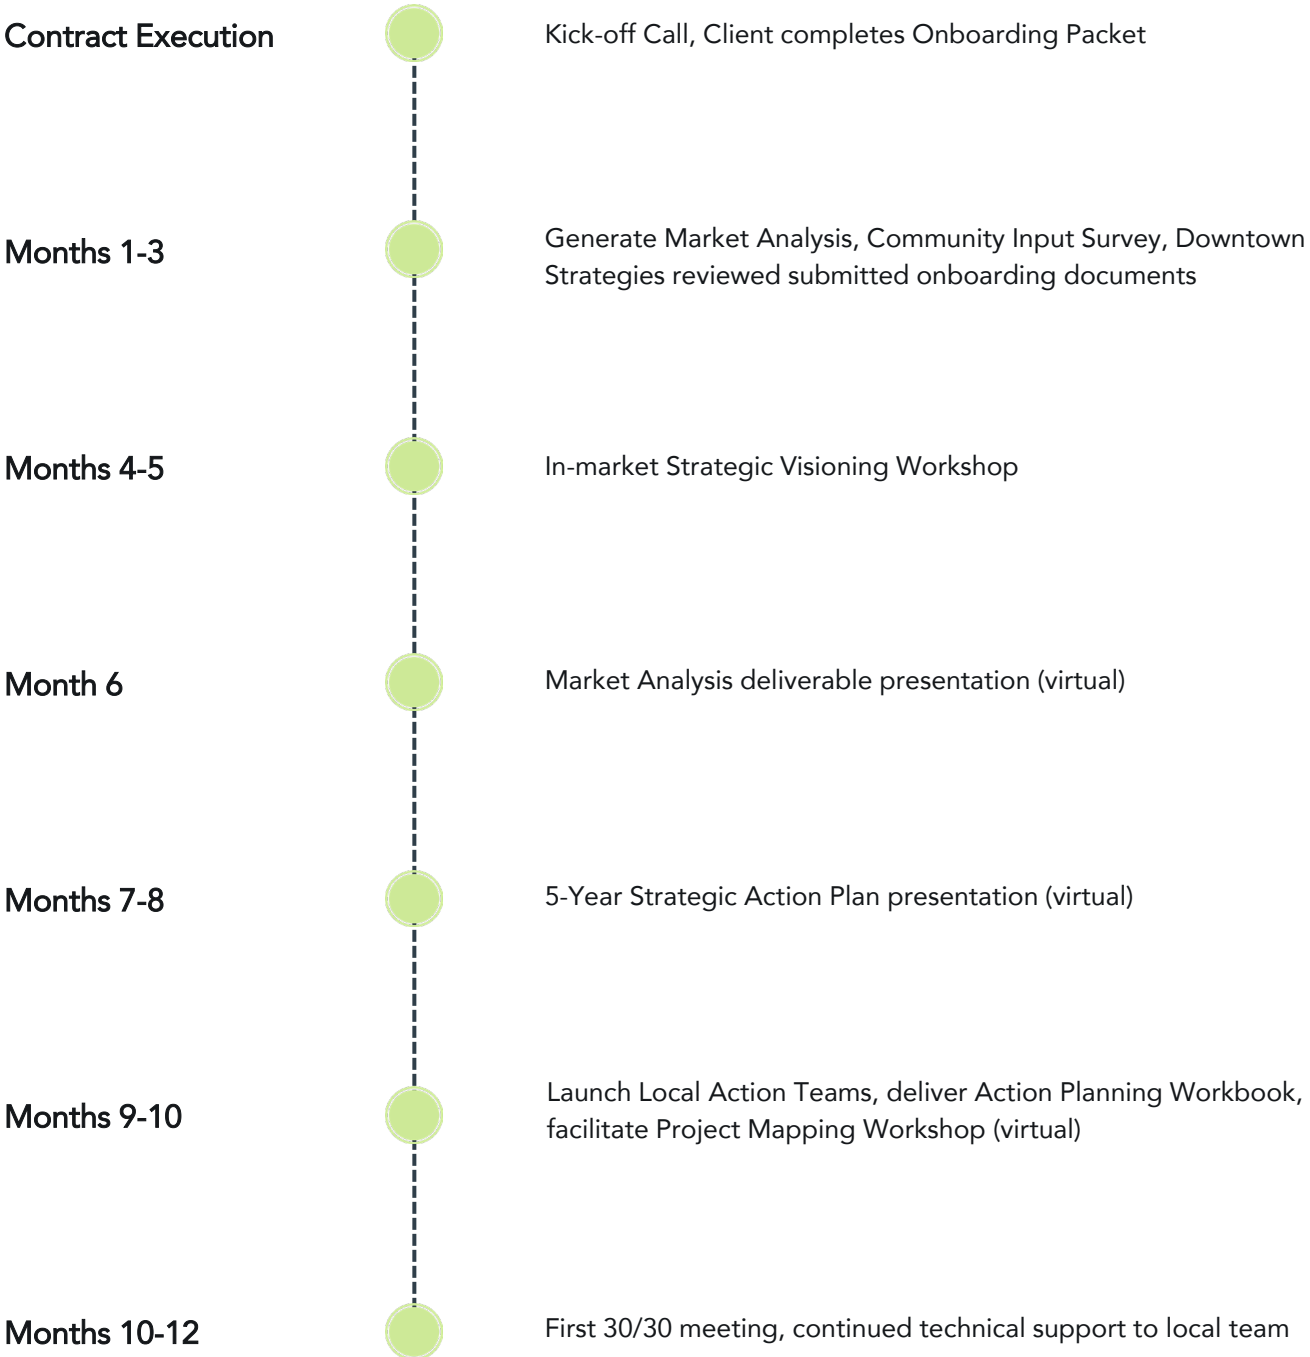 Contract Execution
Kick-off Call, Client completes Onboarding Packet
Months 1-3
Generate Market Analysis, Community Input Survey, Downtown
Strategies reviewed submitted onboarding documents
Months 4-5
In-market Strategic Visioning Workshop
Month 6
Market Analysis deliverable presentation (virtual)
Months 7-8
5-Year Strategic Action Plan presentation (virtual)
Months 9-10
Launch Local Action Teams, deliver Action Planning Workbook,
facilitate Project Mapping Workshop (virtual)
Months 10-12
First 30/30 meeting, continued technical support to local team